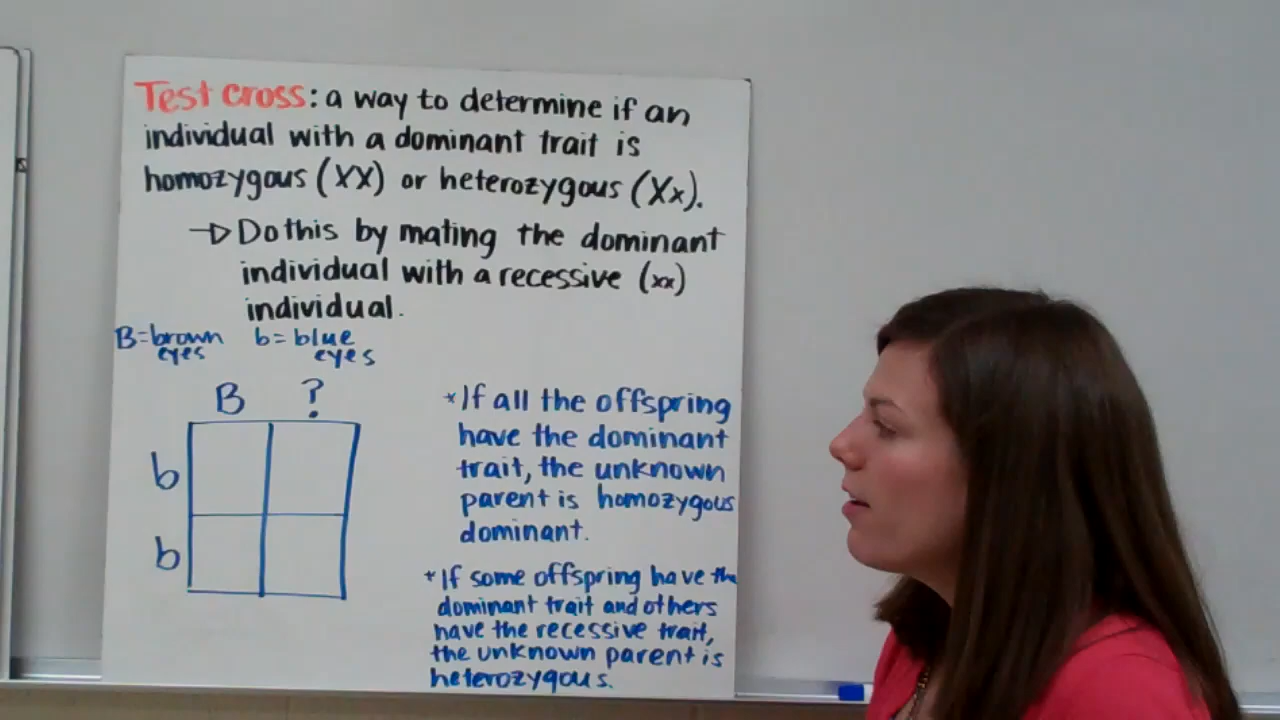 Test cross: a way to determine if an
individual with a dominant trait is
homozygous (XX) or heterozygous (Xx).
→ Do this by mating the dominant
individual with a recessive (xx)
individual.
B=brown eyes b=blue eyes
B ?
b
b
*If all the offspring
have the dominant
trait, the unknown
parent is homozygous
dominant.
*If some offspring have the
dominant trait and others
have the recessive trait,
the unknown parent is
heterozygous.